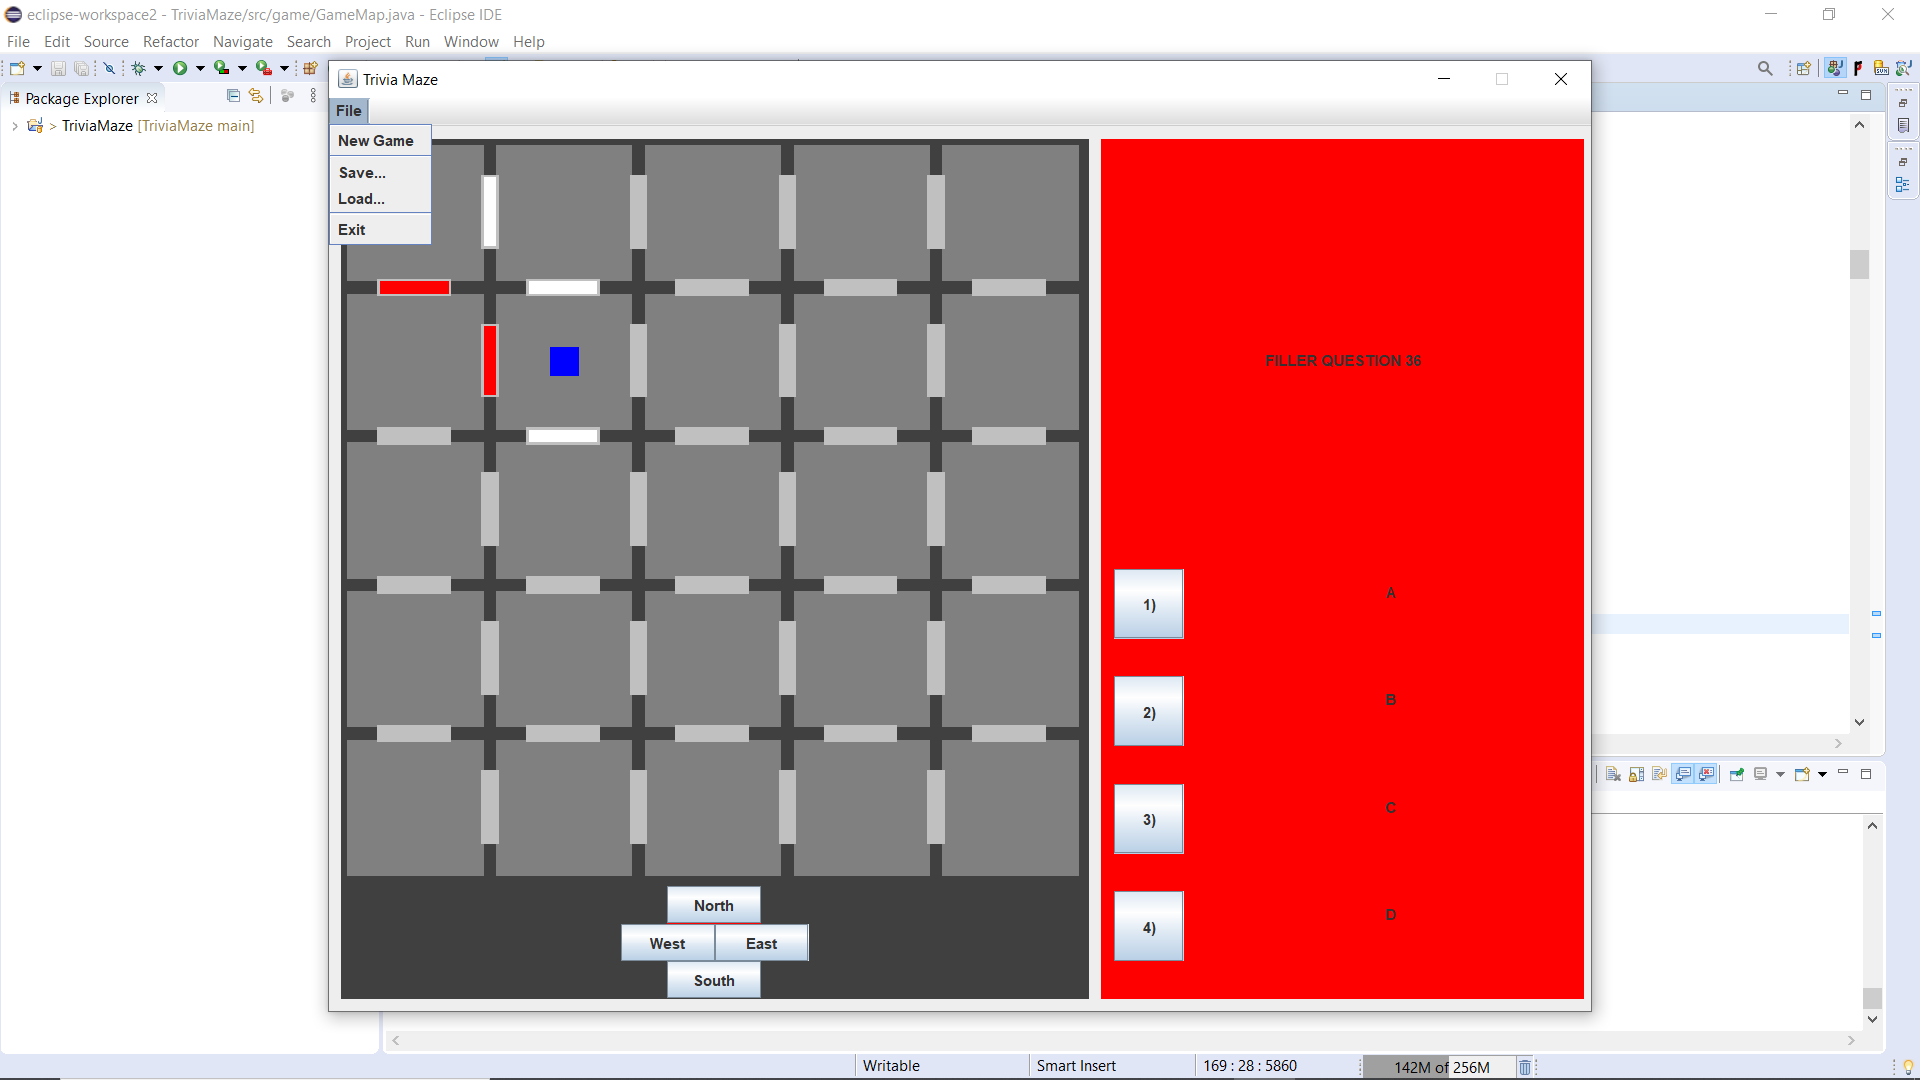 eclipse-workspace2 - TriviaMaze/src/game/GameMap.java - Eclipse IDE
File Edit Source Refactor Navigate Search Project Run Window Help
Package Explorer
> TriviaMaze [TriviaMaze main]
Trivia Maze
File
New Game
Save...
Load...
Exit
FILLER QUESTION 36
1) A
2) B
3) C
4) D
North
West East
South
Writable Smart Insert 169 : 28 : 5860 142M of 256M